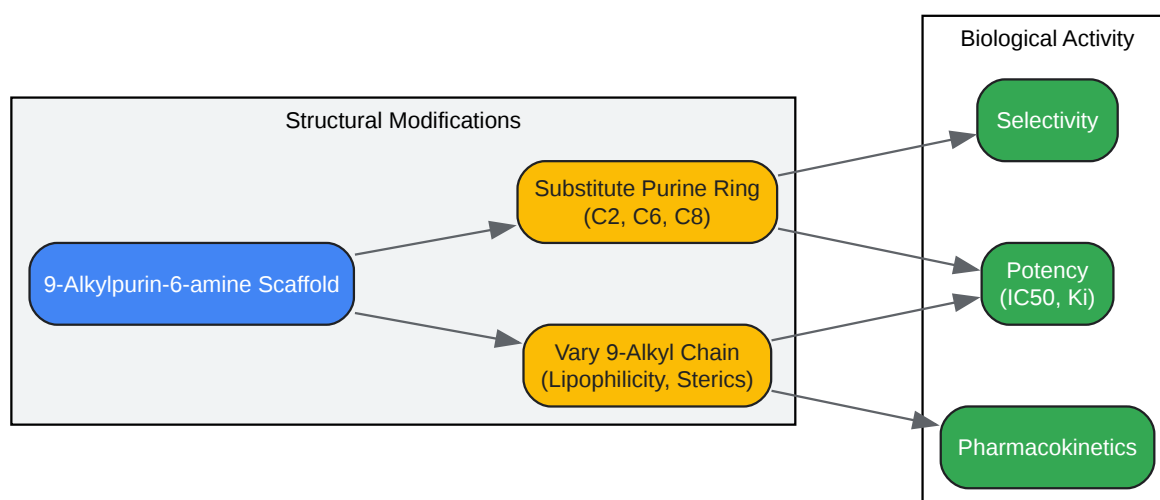 Structural Modifications
9-Alkylpurin-6-amine Scaffold
Substitute Purine Ring
(C2, C6, C8)
Vary 9-Alkyl Chain
(Lipophilicity, Sterics)
Biological Activity
Selectivity
Potency
(IC50, Ki)
Pharmacokinetics